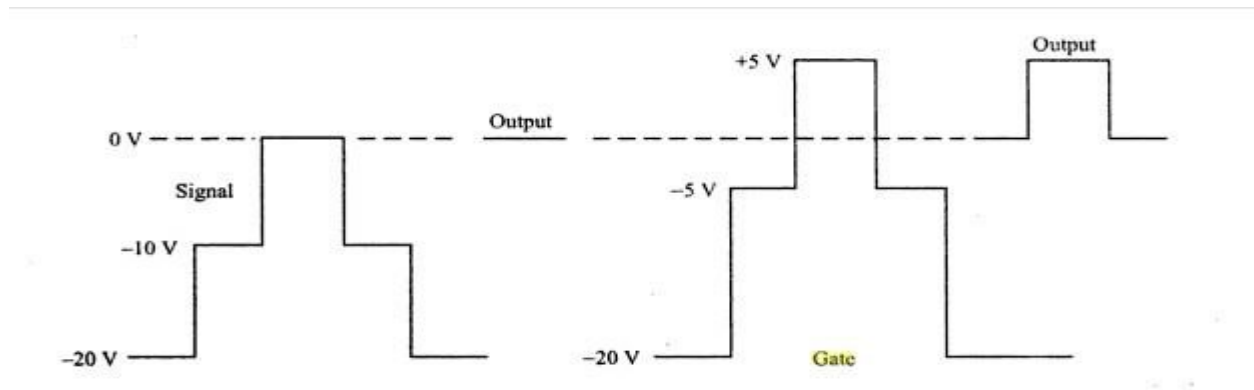 Output
+5 V
0 V
Output
Signal
−5 V
−10 V
−20 V
−20 V
Gate